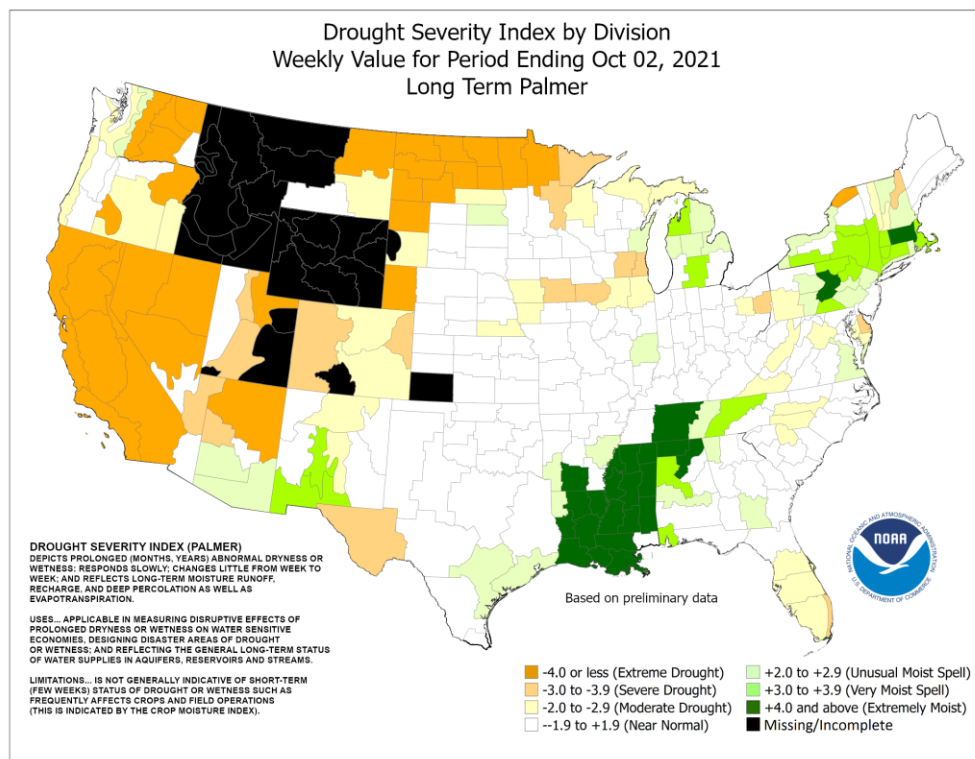 Drought Severity Index by Division
Weekly Value for Period Ending Oct 02, 2021
Long Term Palmer
DROUGHT SEVERITY INDEX (PALMER)
DEPICTS PROLONGED (MONTHS, YEARS) ABNORMAL DRYNESS OR
WETNESS: RESPONDS SLOWLY; CHANGES LITTLE FROM WEEK TO
WEEK; AND REFLECTS LONG-TERM MOISTURE RUNOFF,
RECHARGE, AND DEEP PERCOLATION AS WELL AS
EVAPOTRANSPIRATION.
USES... APPLICABLE IN MEASURING DISRUPTIVE EFFECTS OF
PROLONGED DRYNESS OR WETNESS ON WATER SENSITIVE
ECONOMIES, DESIGNING DISASTER AREAS OF DROUGHT
OR WETNESS; AND REFLECTING THE GENERAL LONG-TERM STATUS
OF WATER SUPPLIES IN AQUIFERS, RESERVOIRS AND STREAMS.
LIMITATIONS... IS NOT GENERALLY INDICATIVE OF SHORT-TERM
(FEW WEEKS) STATUS OF DROUGHT OR WETNESS SUCH AS
FREQUENTLY AFFECTS CROPS AND FIELD OPERATIONS
(THIS IS INDICATED BY THE CROP MOISTURE INDEX).
Based on preliminary data
NATIONAL OCEANIC AND ATMOSPHERIC ADMINISTRATION
NOAA
U.S. DEPARTMENT OF COMMERCE
-4.0 or less (Extreme Drought)
-3.0 to -3.9 (Severe Drought)
-2.0 to -2.9 (Moderate Drought)
--1.9 to +1.9 (Near Normal)
+2.0 to +2.9 (Unusual Moist Spell)
+3.0 to +3.9 (Very Moist Spell)
+4.0 and above (Extremely Moist)
Missing/Incomplete